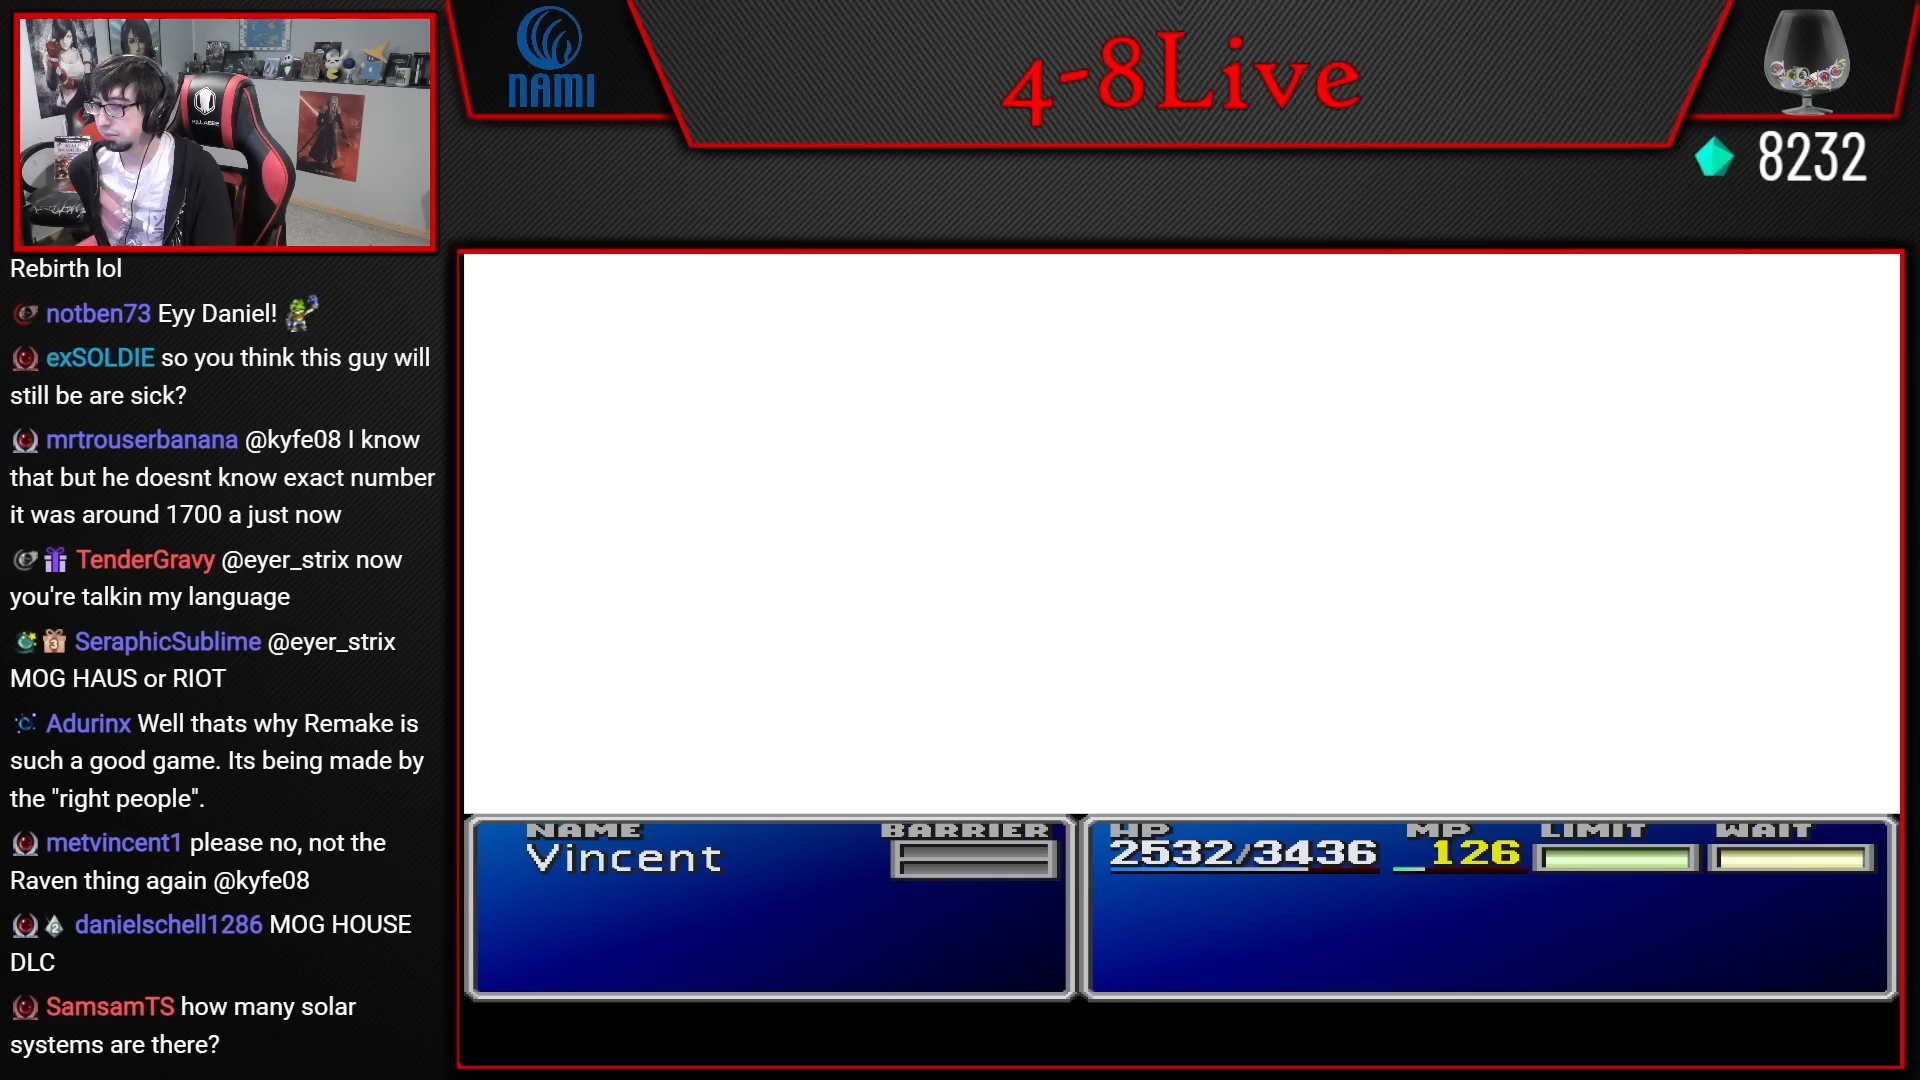 NAMI
4-8Live
8232
KILLABEE
Rebirth lol
notben73 Eyy Daniel!
exSOLDIE so you think this guy will
still be are sick?
mrtrouserbanana @kyfe08 I know
that but he doesnt know exact number
it was around 1700 a just now
TenderGravy @eyer_strix now
you're talkin my language
SeraphicSublime @eyer_strix
MOG HAUS or RIOT
Adurinx Well thats why Remake is
such a good game. Its being made by
the "right people".
metvincent1 please no, not the
Raven thing again @kyfe08
danielschell1286 MOG HOUSE
DLC
SamsamTS how many solar
systems are there?
NAME BARRIER HP MP LIMIT WAIT
Vincent 2532/3436 126